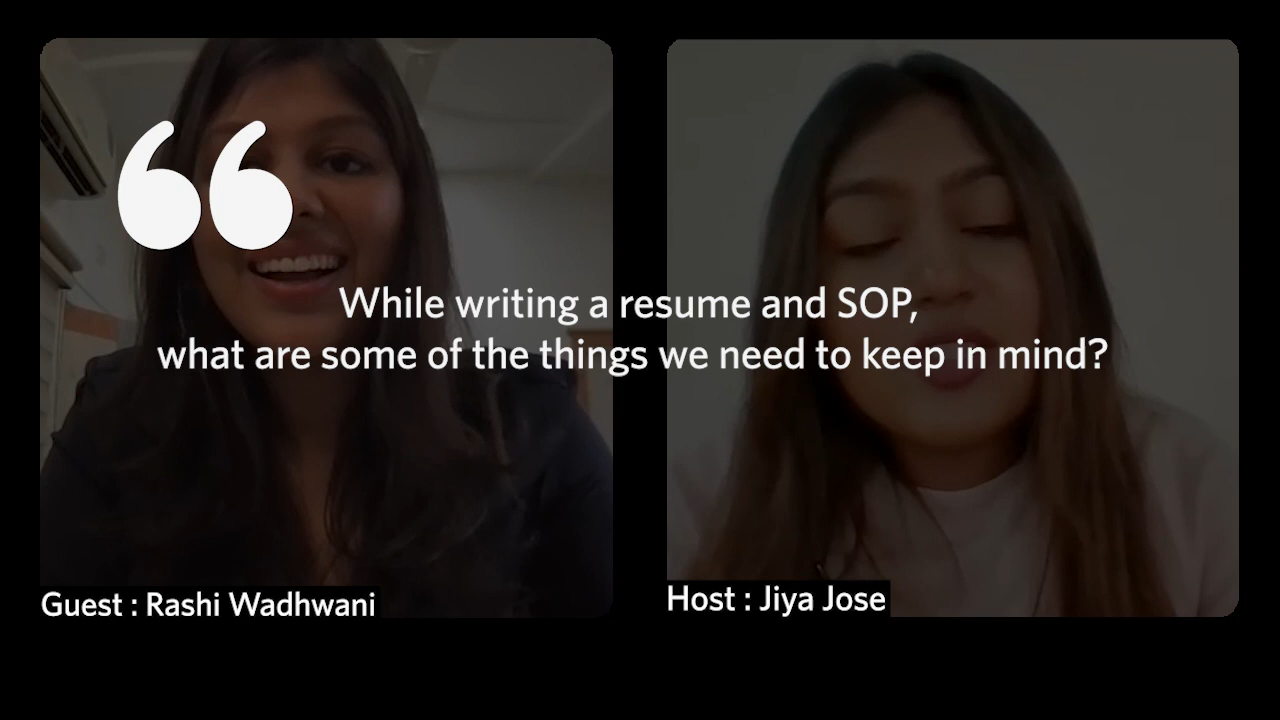 While writing a resume and SOP,
what are some of the things we need to keep in mind?
Guest : Rashi Wadhwani
Host : Jiya Jose